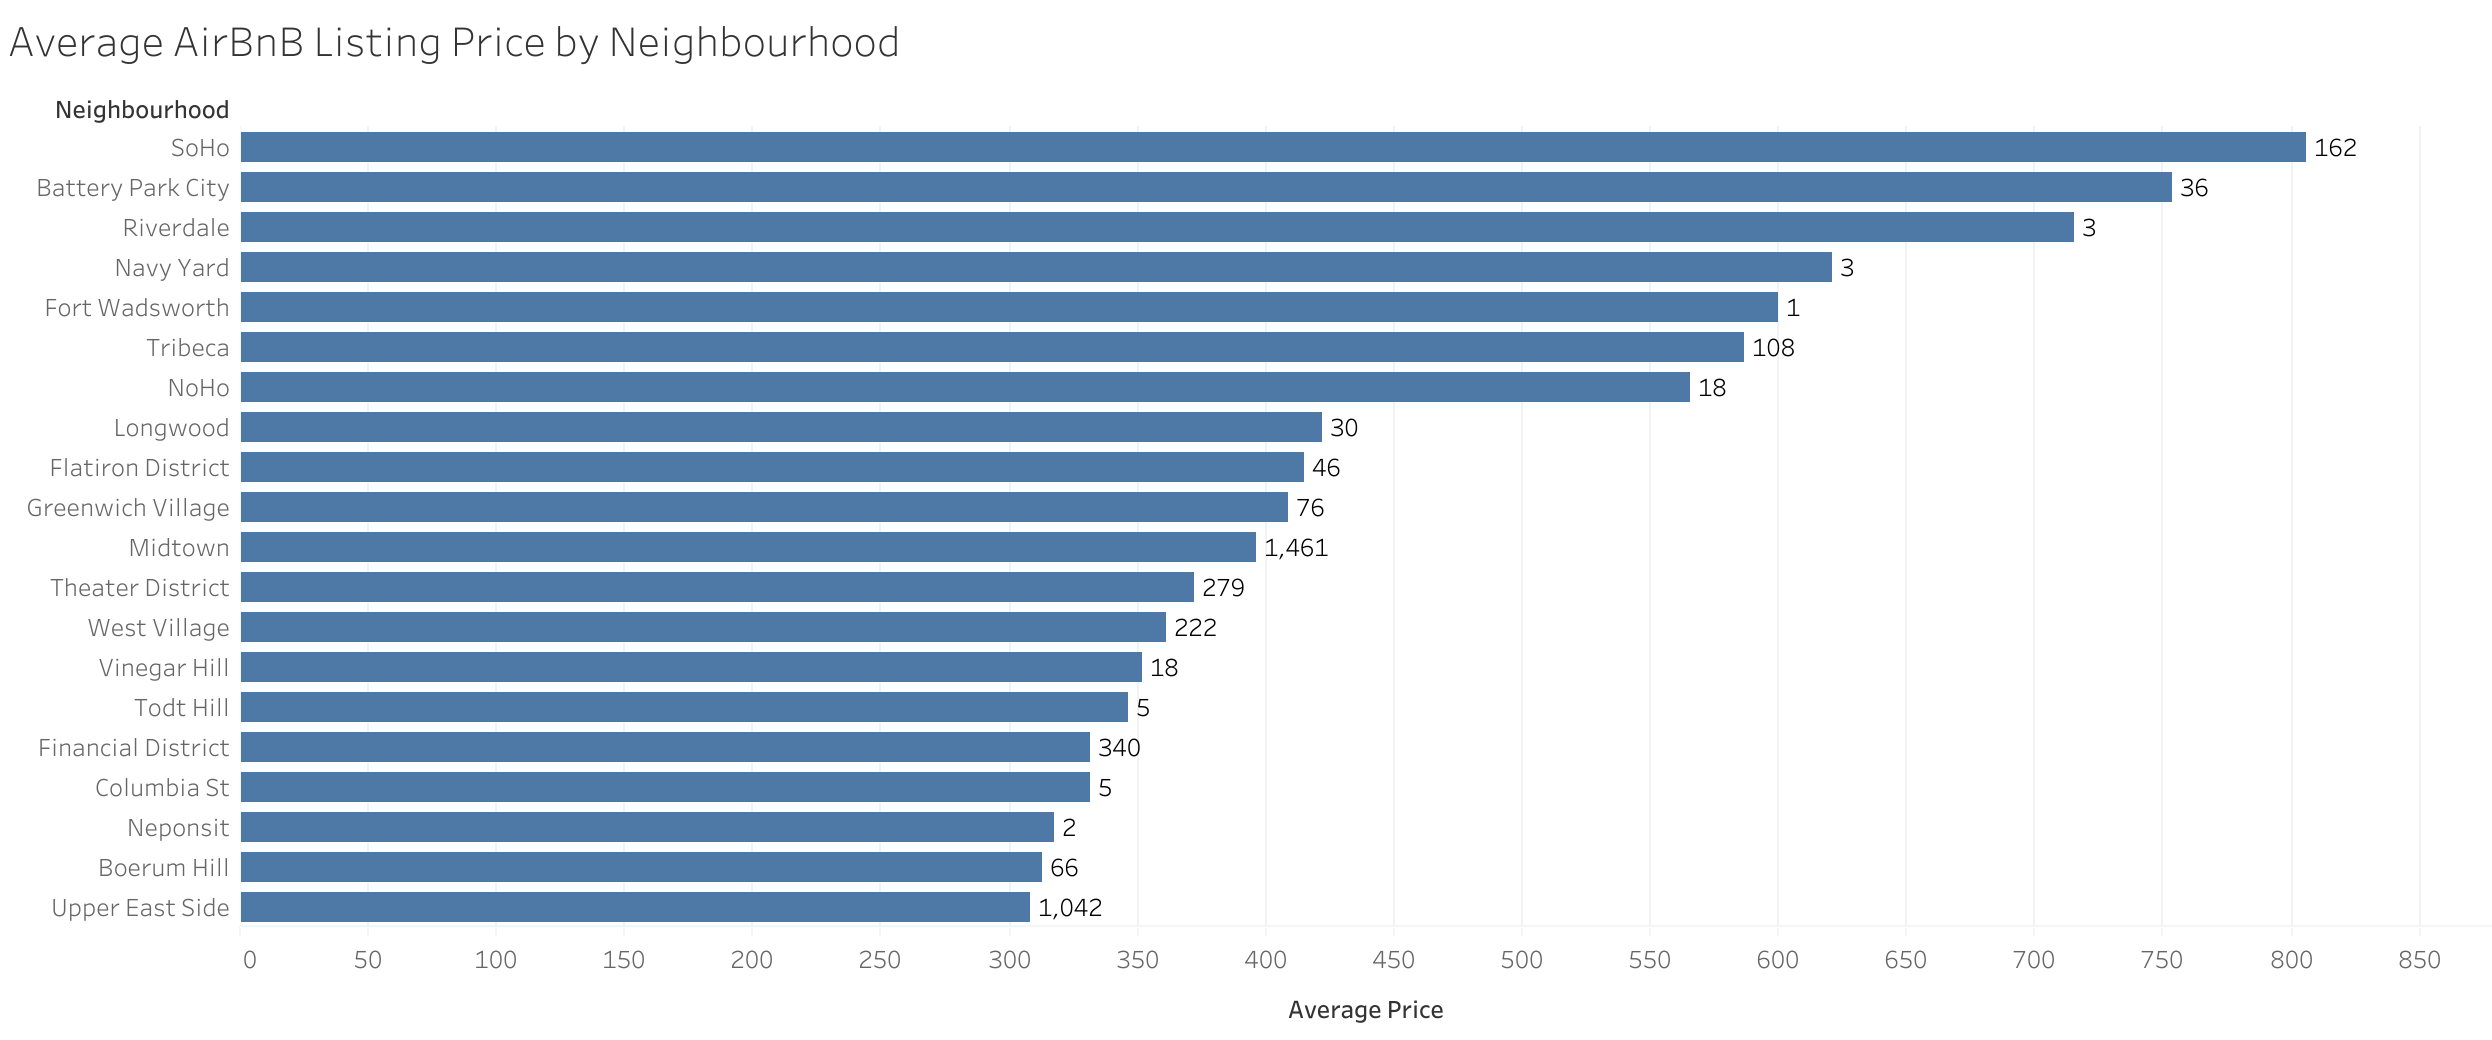 Average AirBnB Listing Price by Neighbourhood
Neighbourhood
SoHo 162
Battery Park City 36
Riverdale 3
Navy Yard 3
Fort Wadsworth 1
Tribeca 108
NoHo 18
Longwood 30
Flatiron District 46
Greenwich Village 76
Midtown 1,461
Theater District 279
West Village 222
Vinegar Hill 18
Todt Hill 5
Financial District 340
Columbia St 5
Neponsit 2
Boerum Hill 66
Upper East Side 1,042
0 50 100 150 200 250 300 350 400 450 500 550 600 650 700 750 800 850
Average Price